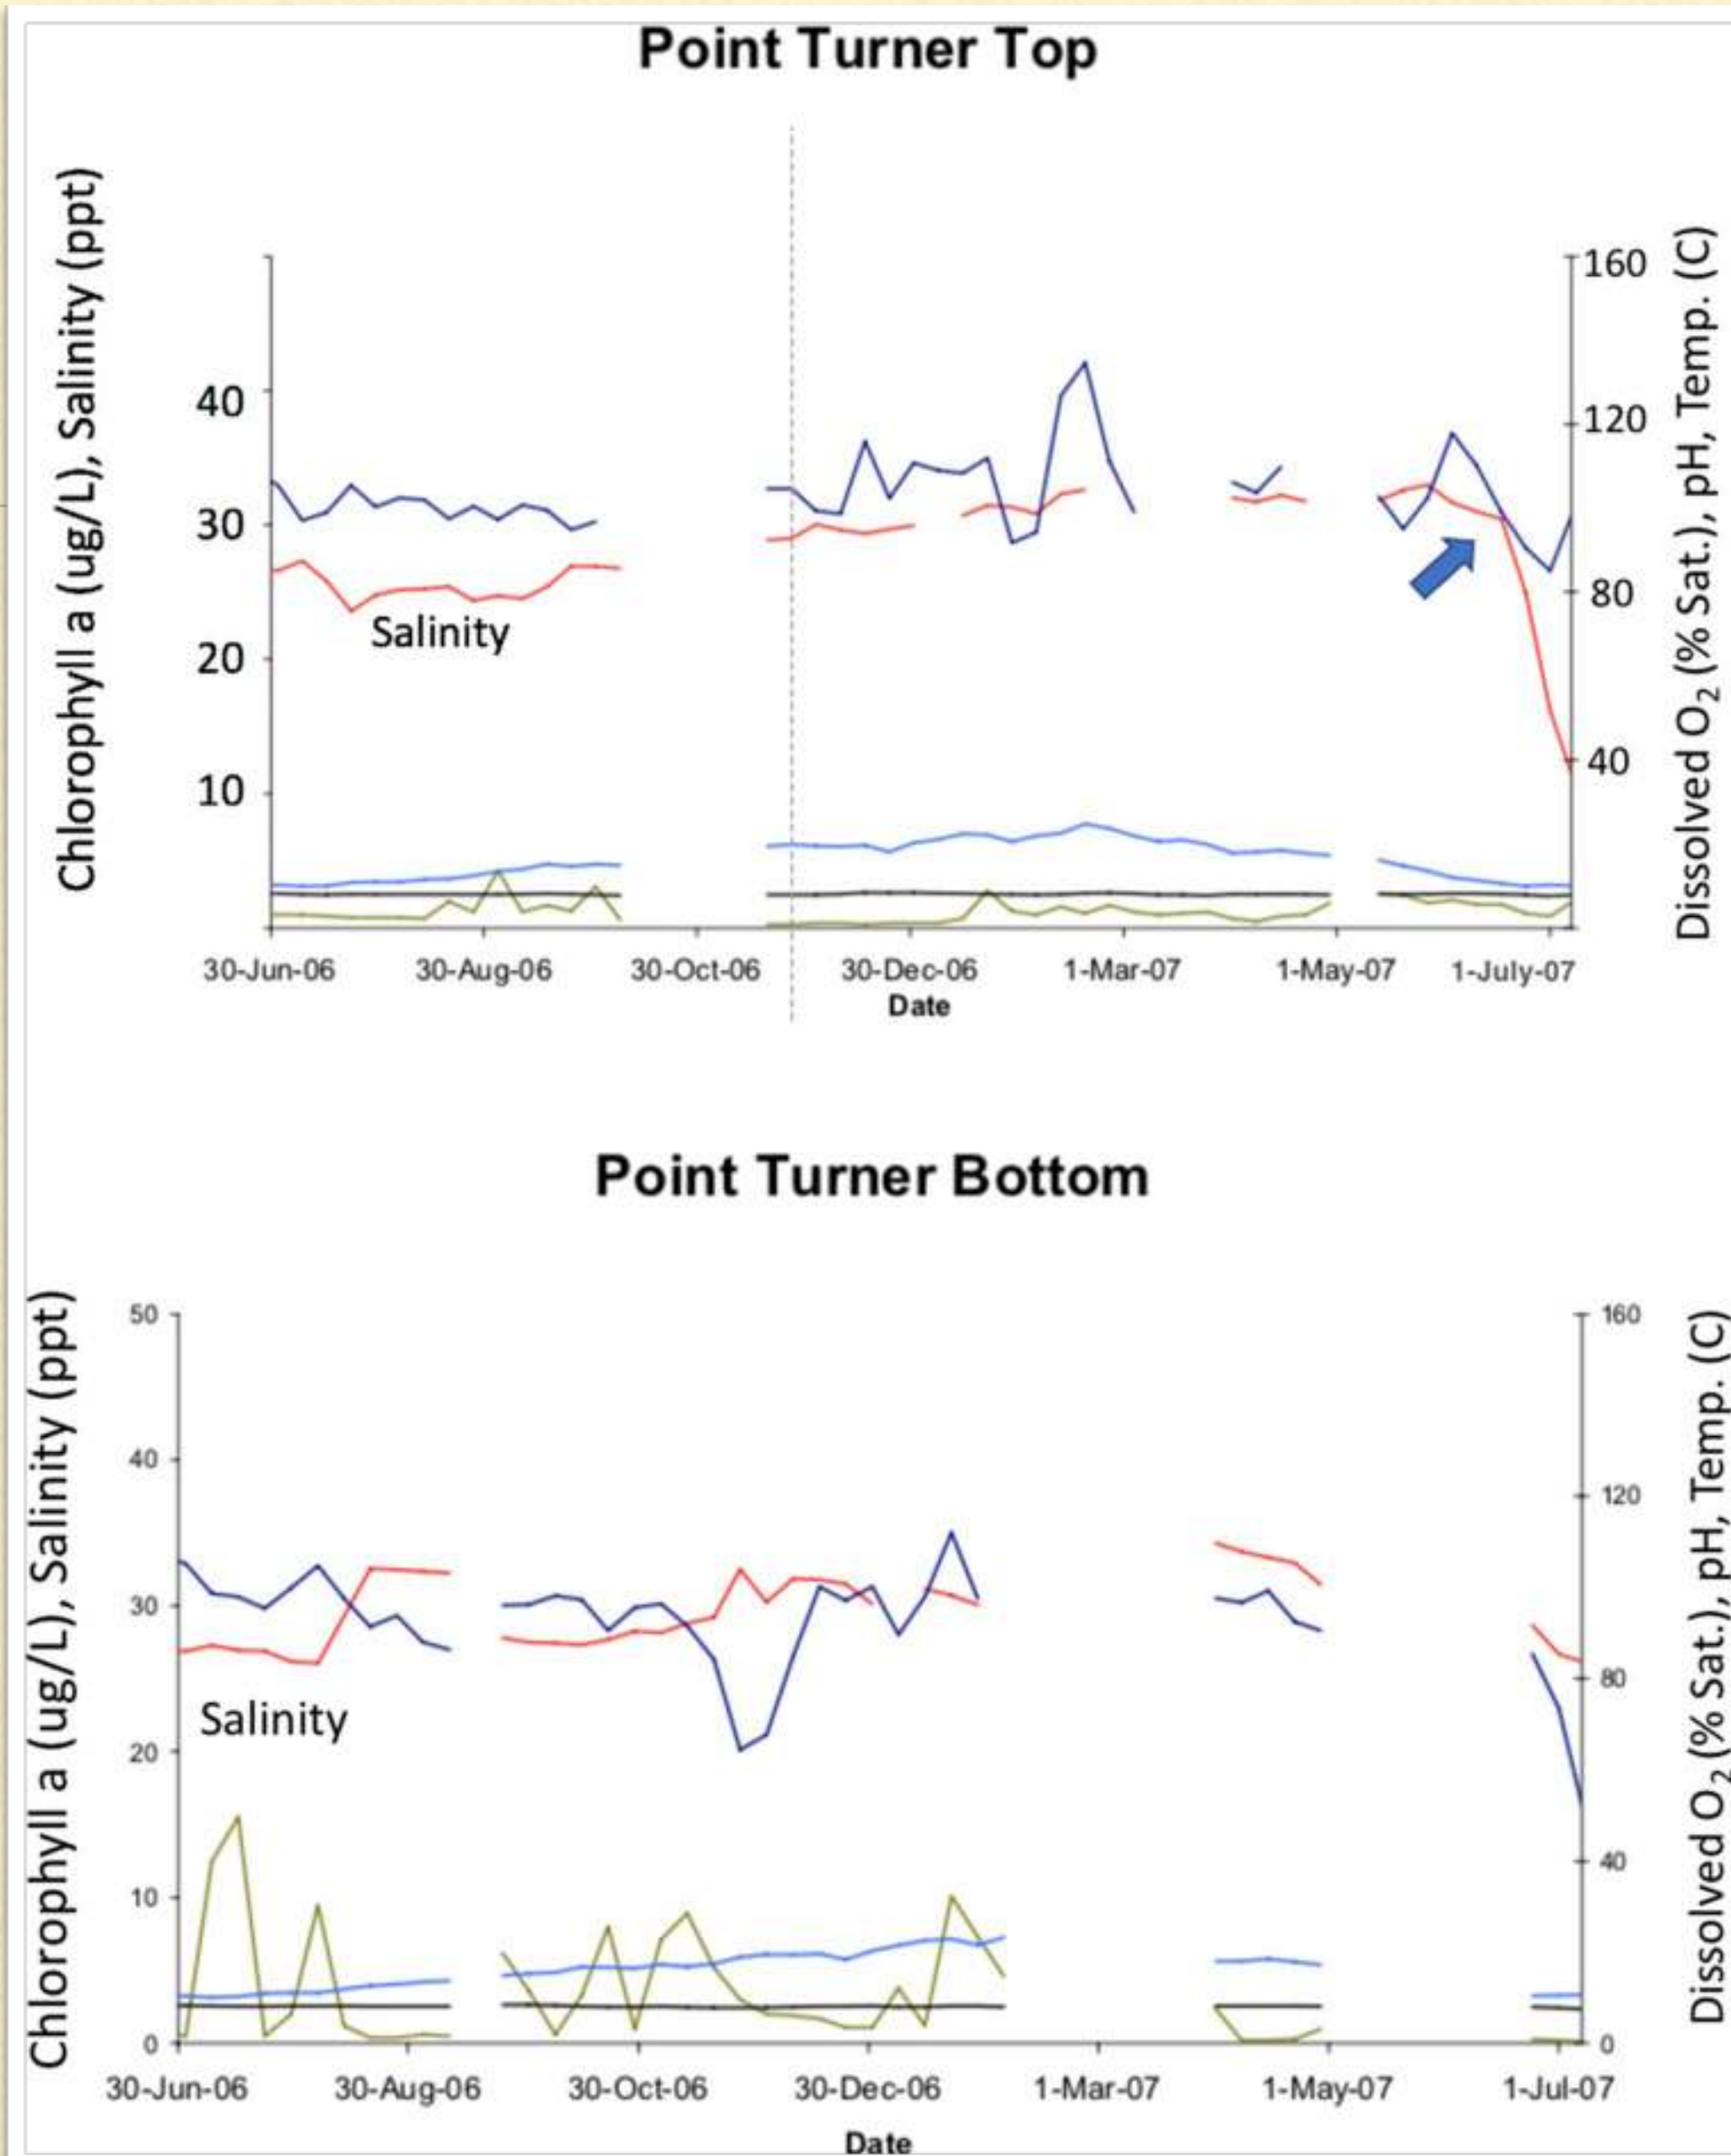 Point Turner Top
Chlorophyll a (ug/L), Salinity (ppt)
40
30
20
10
160
120
80
40
Dissolved O₂ (% Sat.), pH, Temp. (C)
Salinity
30-Jun-06 30-Aug-06 30-Oct-06 30-Dec-06 1-Mar-07 1-May-07 1-July-07
Date
Point Turner Bottom
Chlorophyll a (ug/L), Salinity (ppt)
50
40
30
20
10
0
160
120
80
40
0
Dissolved O₂ (% Sat.), pH, Temp. (C)
Salinity
30-Jun-06 30-Aug-06 30-Oct-06 30-Dec-06 1-Mar-07 1-May-07 1-Jul-07
Date